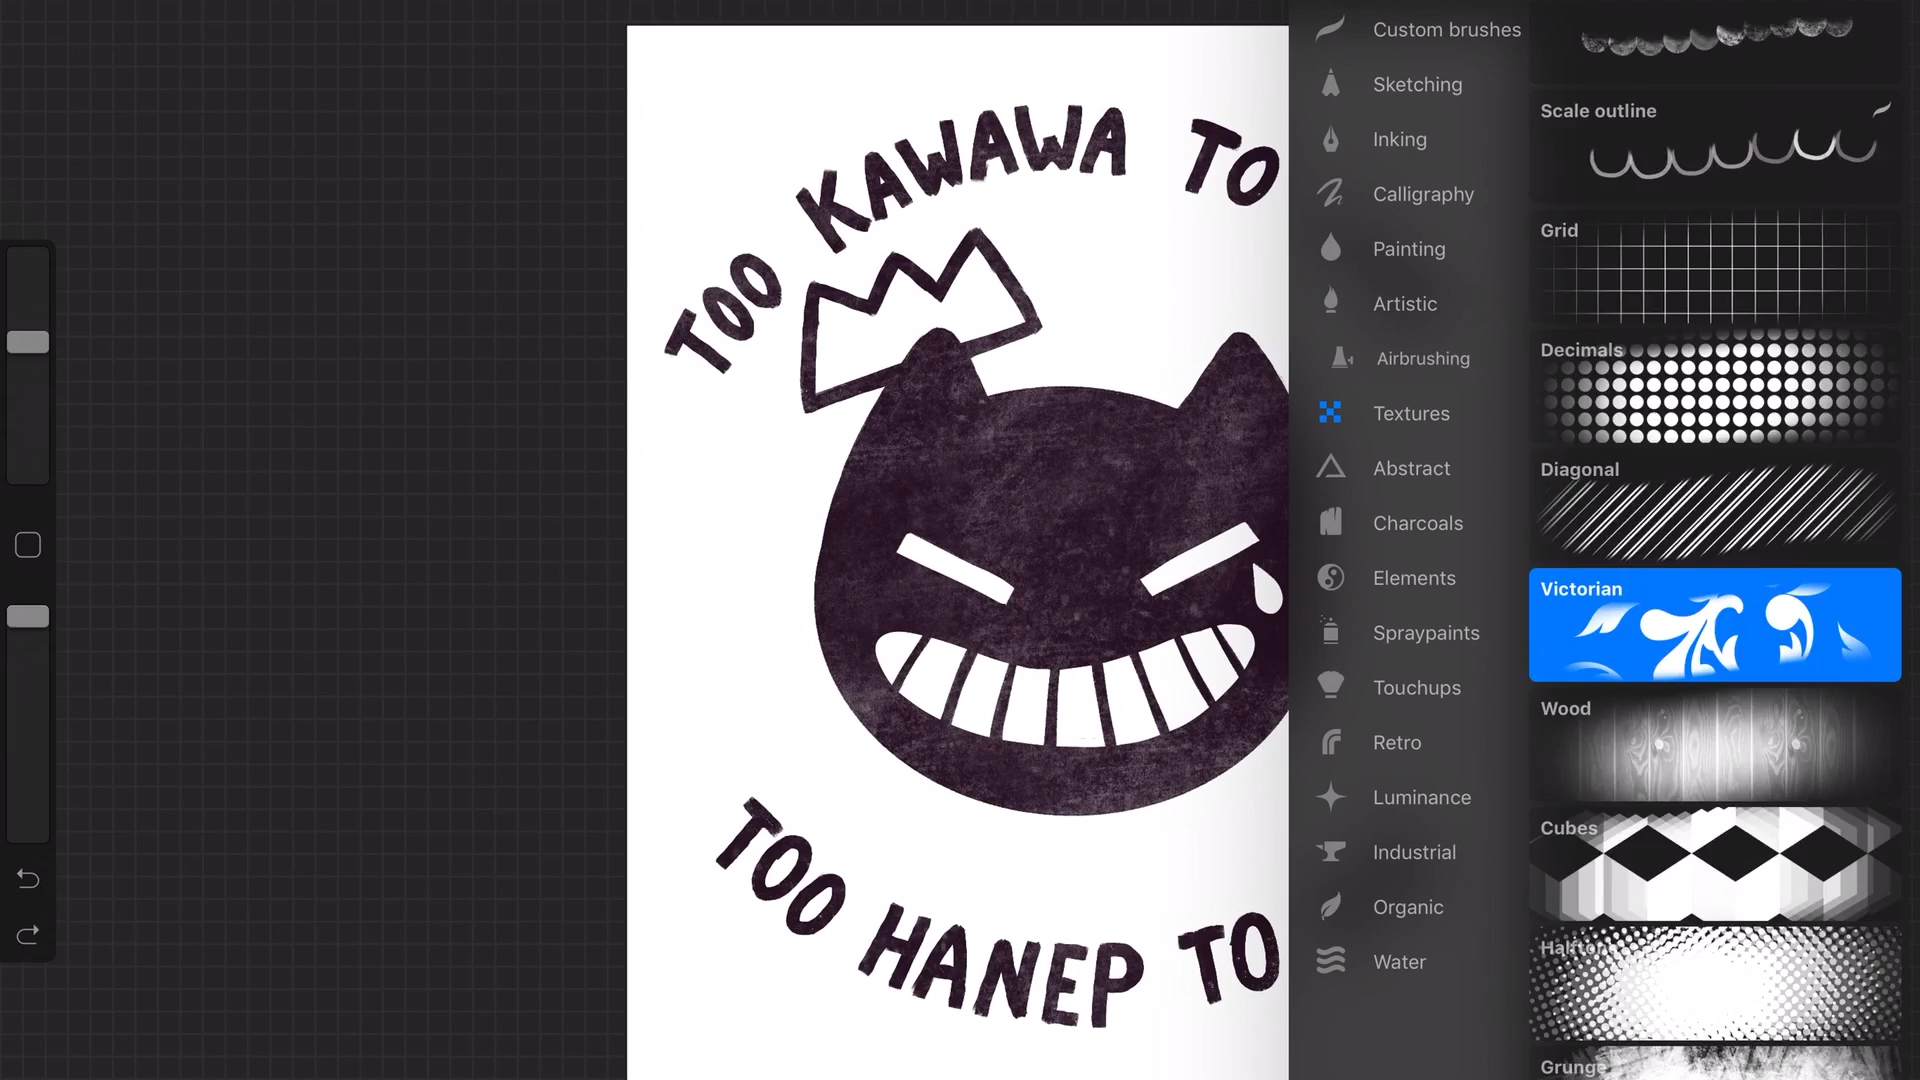 TOO KAWAWA TO
TOO HANEP TO
Custom brushes
Sketching
Inking
Calligraphy
Painting
Artistic
Airbrushing
Textures
Abstract
Charcoals
Elements
Spraypaints
Touchups
Retro
Luminance
Industrial
Organic
Water
Scale outline
Grid
Decimals
Diagonal
Victorian
Wood
Cubes
Halftone
Grunge